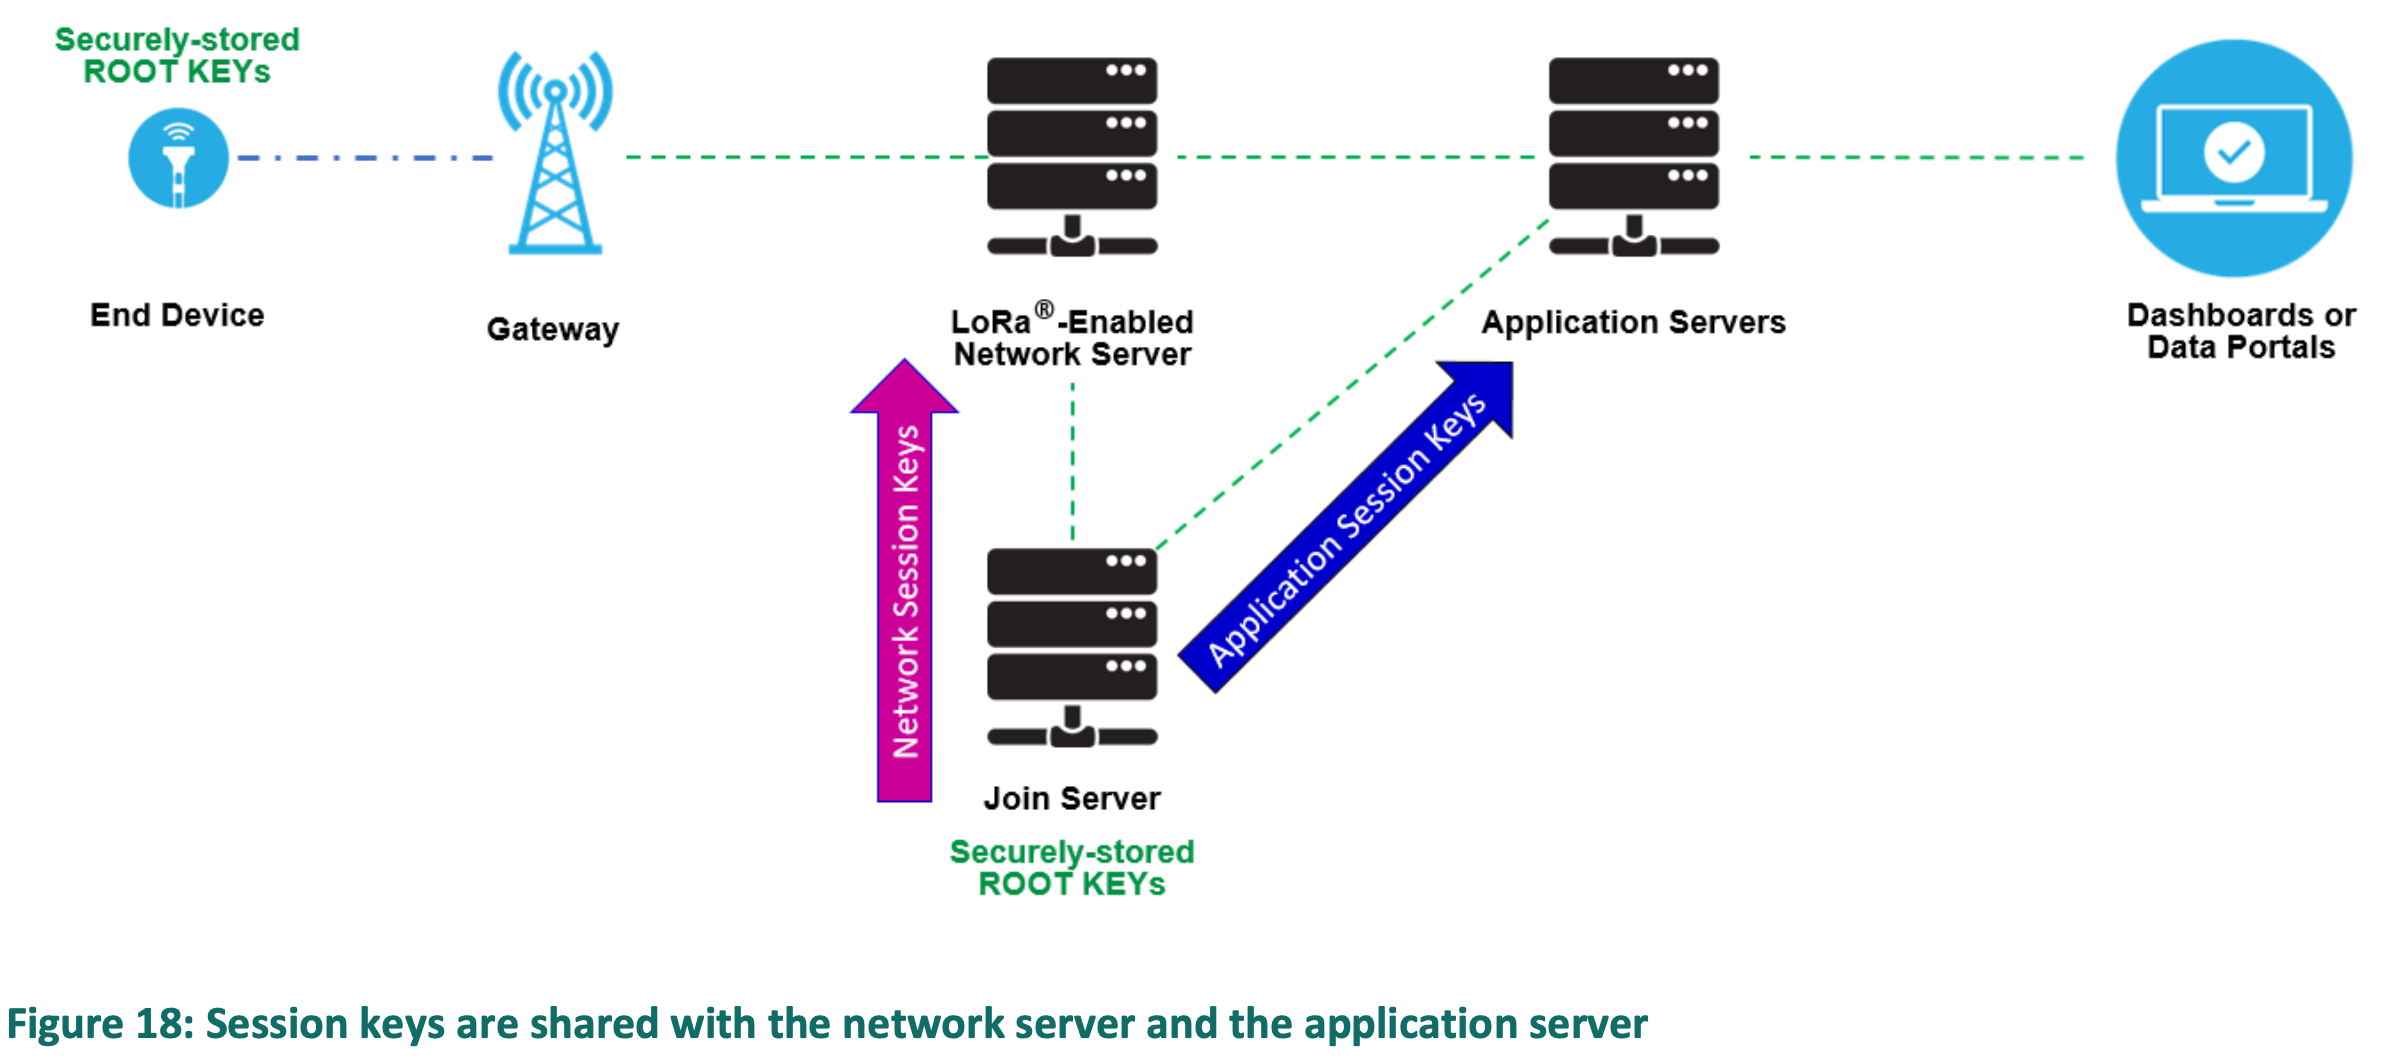 Securely-stored
ROOT KEYs
End Device
Gateway
LoRa®-Enabled
Network Server
Application Servers
Dashboards or
Data Portals
Network Session Keys
Application Session Keys
Join Server
Securely-stored
ROOT KEYs
Figure 18: Session keys are shared with the network server and the application server